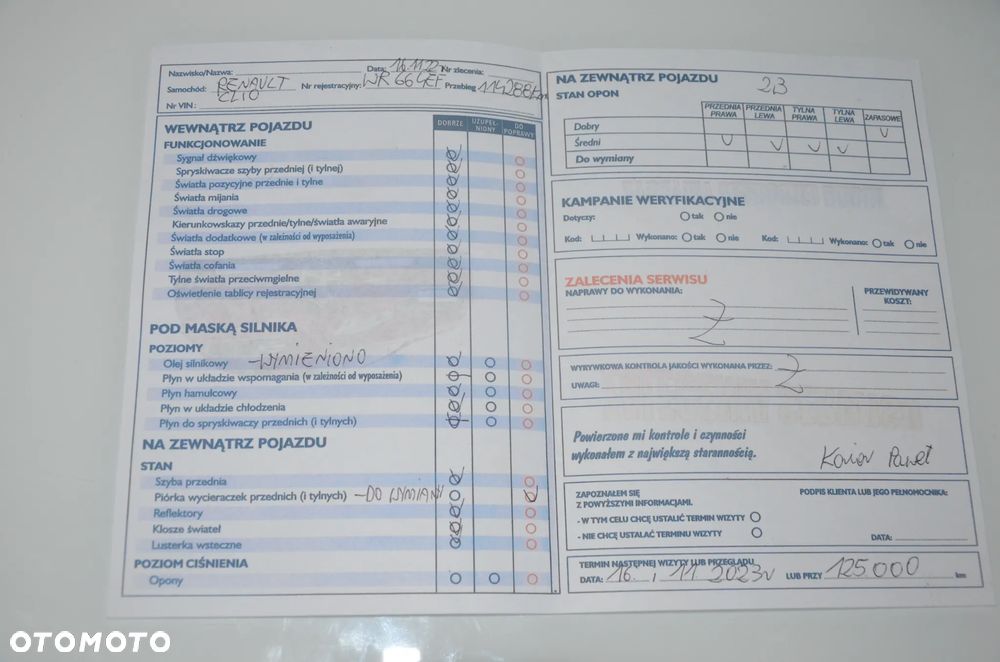 Nazwisko/Nazwa: Data: 16.11.22 Nr zlecenia:
Samochód: RENAULT CLIO Nr rejestracyjny: WR 664EF Przebieg 114288km
Nr VIN:
WEWNĄTRZ POJAZDU DOBRZE UZUPEŁ-NIONY DO POPRAWY
FUNKCJONOWANIE
Sygnał dźwiękowy
Spryskiwacze szyby przedniej (i tylnej)
Światła pozycyjne przednie i tylne
Światła mijania
Światła drogowe
Kierunkowskazy przednie/tylne/światła awaryjne
Światła dodatkowe (w zależności od wyposażenia)
Światła stop
Światła cofania
Tylne światła przeciwmgielne
Oświetlenie tablicy rejestracyjnej
POD MASKĄ SILNIKA
POZIOMY
Olej silnikowy - WYMIENIONO
Płyn w układzie wspomagania (w zależności od wyposażenia)
Płyn hamulcowy
Płyn w układzie chłodzenia
Płyn do spryskiwaczy przednich (i tylnych)
NA ZEWNĄTRZ POJAZDU
STAN
Szyba przednia
Piórka wycieraczek przednich (i tylnych) - DO WYMIANY
Reflektory
Klosze świateł
Lusterka wsteczne
POZIOM CIŚNIENIA
Opony
NA ZEWNĄTRZ POJAZDU
STAN OPON
PRZEDNIA PRAWA PRZEDNIA LEWA TYLNA PRAWA TYLNA LEWA ZAPASOWE
Dobry
Średni
Do wymiany
KAMPANIE WERYFIKACYJNE
Dotyczy: tak nie
Kod: Wykonano: tak nie Kod: Wykonano: tak nie
ZALECENIA SERWISU
NAPRAWY DO WYKONANIA: PRZEWIDYWANY KOSZT:
WYRYWKOWA KONTROLA JAKOŚCI WYKONANA PRZEZ:
UWAGI:
Powierzone mi kontrole i czynności
wykonałem z największą starannością.
ZAPOZNAŁEM SIĘ PODPIS KLIENTA LUB JEGO PEŁNOMOCNIKA:
Z POWYŻSZYMI INFORMACJAMI.
- W TYM CELU CHCĘ USTALIĆ TERMIN WIZYTY
- NIE CHCĘ USTALAĆ TERMINU WIZYTY DATA:
TERMIN NASTĘPNEJ WIZYTY LUB PRZEGLĄDU
DATA: 16. 11 2023r LUB PRZY 125.000 km
OTOMOTO